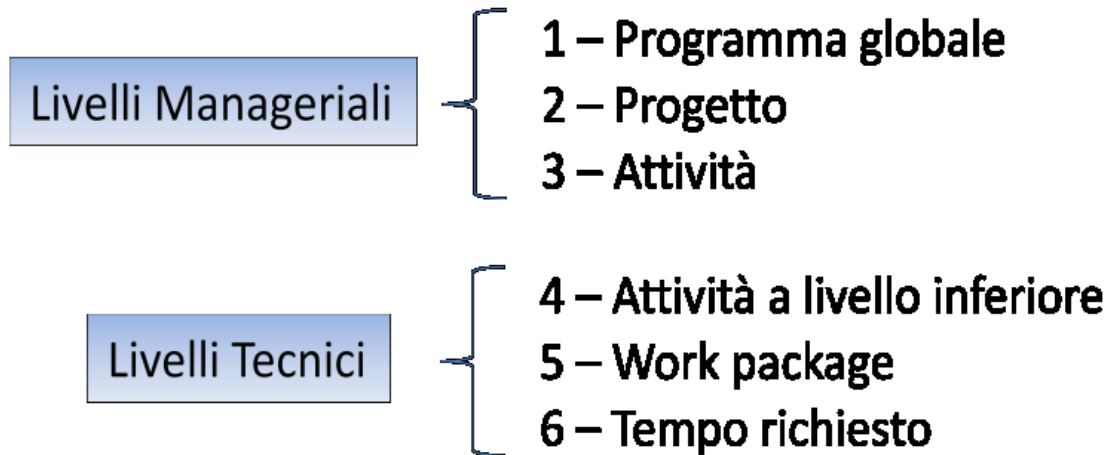 Livelli Manageriali
1 – Programma globale
2 – Progetto
3 – Attività
Livelli Tecnici
4 – Attività a livello inferiore
5 – Work package
6 – Tempo richiesto